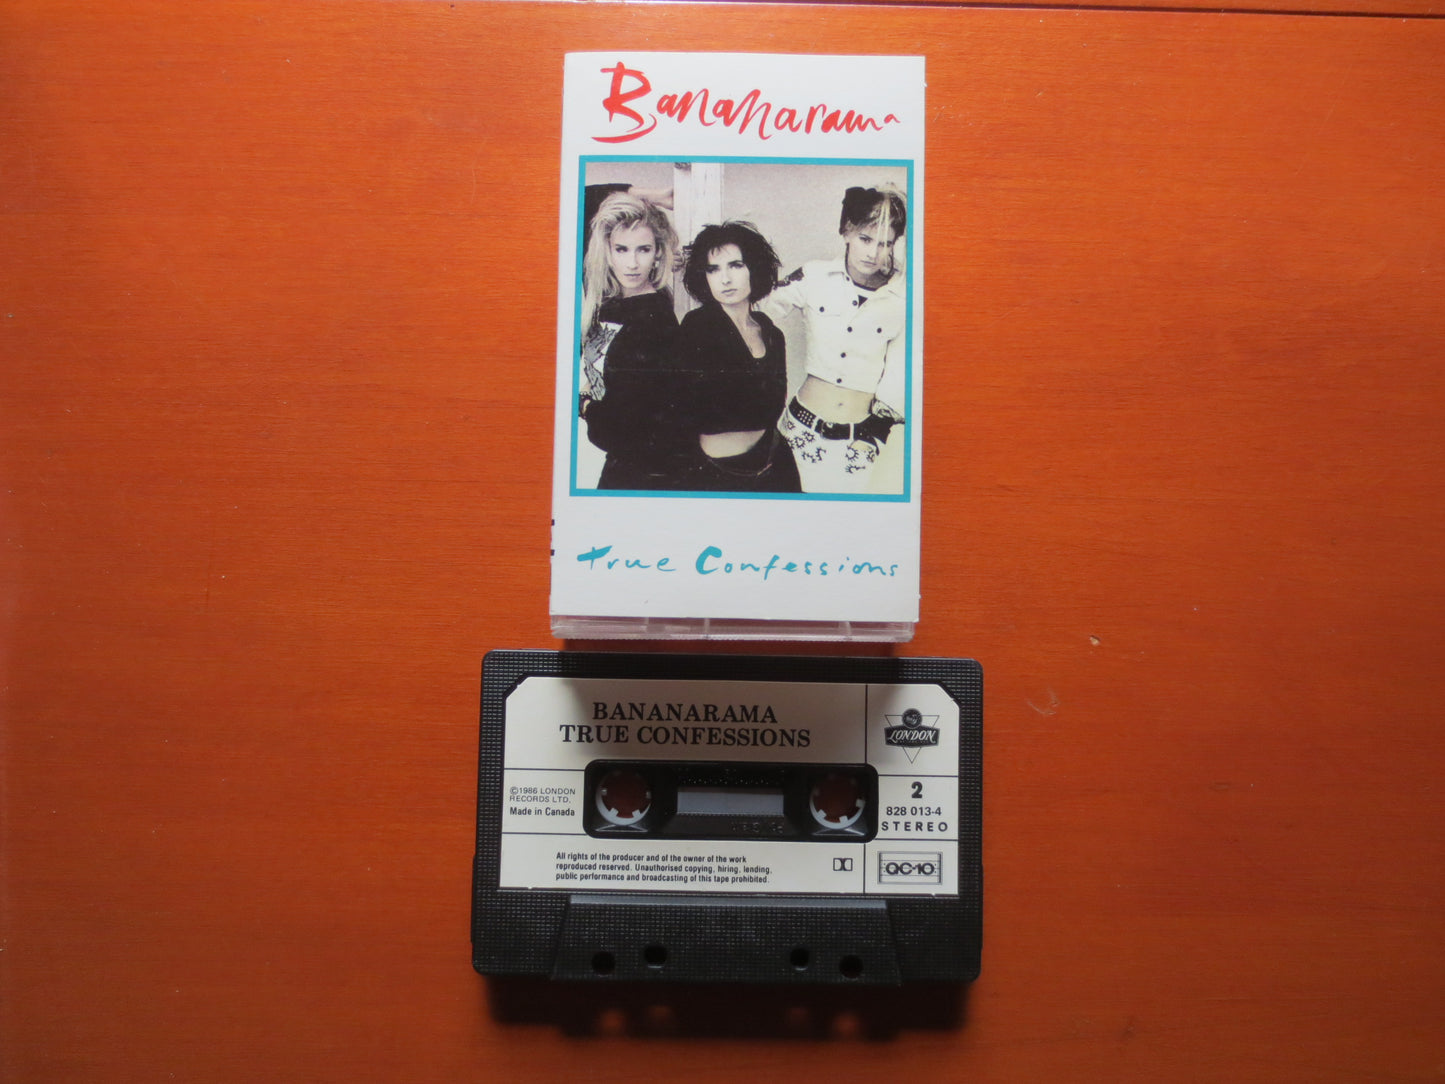 Bananarama
True Confessions
BANANARAMA
TRUE CONFESSIONS
LONDON
©1986 LONDON
RECORDS LTD.
Made in Canada
2
828 013-4
STEREO
All rights of the producer and of the owner of the work
reproduced reserved. Unauthorised copying, hiring, lending,
public performance and broadcasting of this tape prohibited.
QC-10